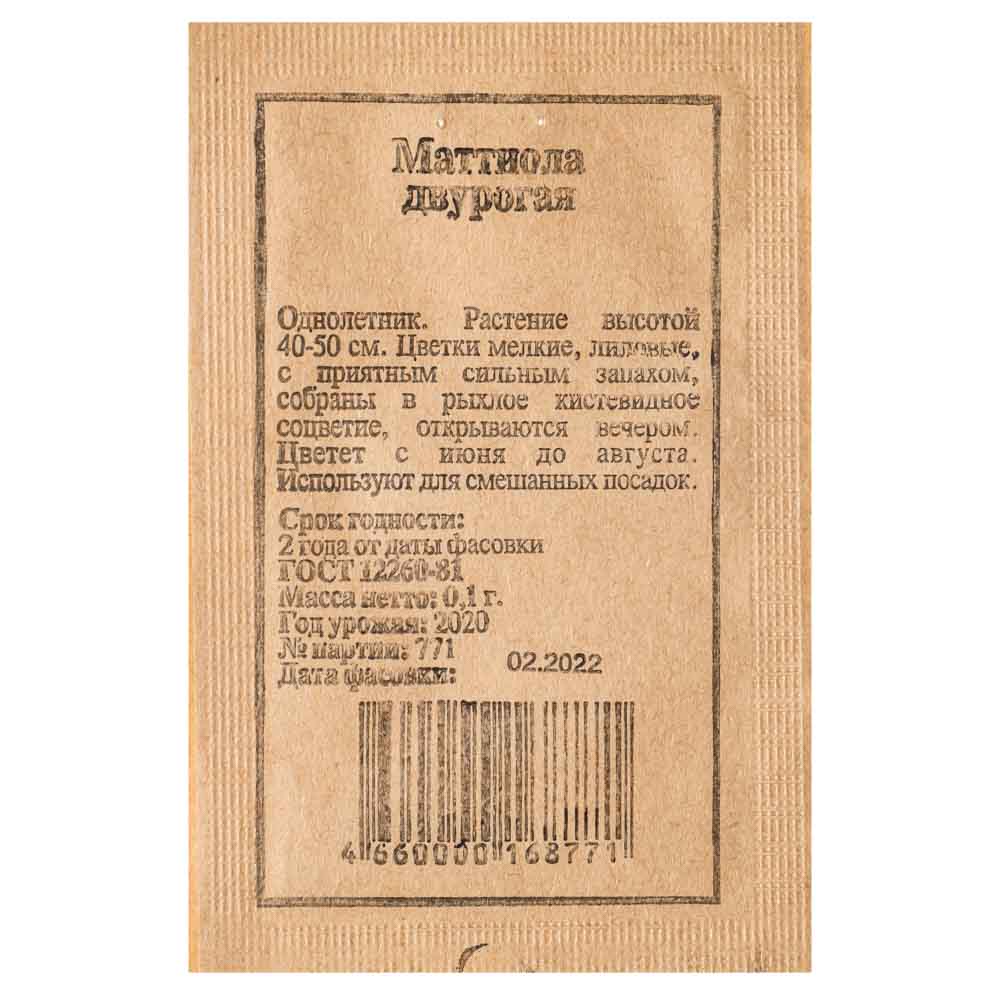 Маттиола
двурогая
Однолетник. Растение высотой
40-50 см. Цветки мелкие, лиловые,
с приятным сильным запахом,
собраны в рыхлое кистевидное
соцветие, открываются вечером.
Цветет с июня до августа.
Используют для смешанных посадок.
Срок годности:
2 года от даты фасовки
ГОСТ 12260-81
Масса нетто: 0,1 г.
Год урожая: 2020
№ партии: 771
Дата фасовки: 02.2022
4 660000 168771